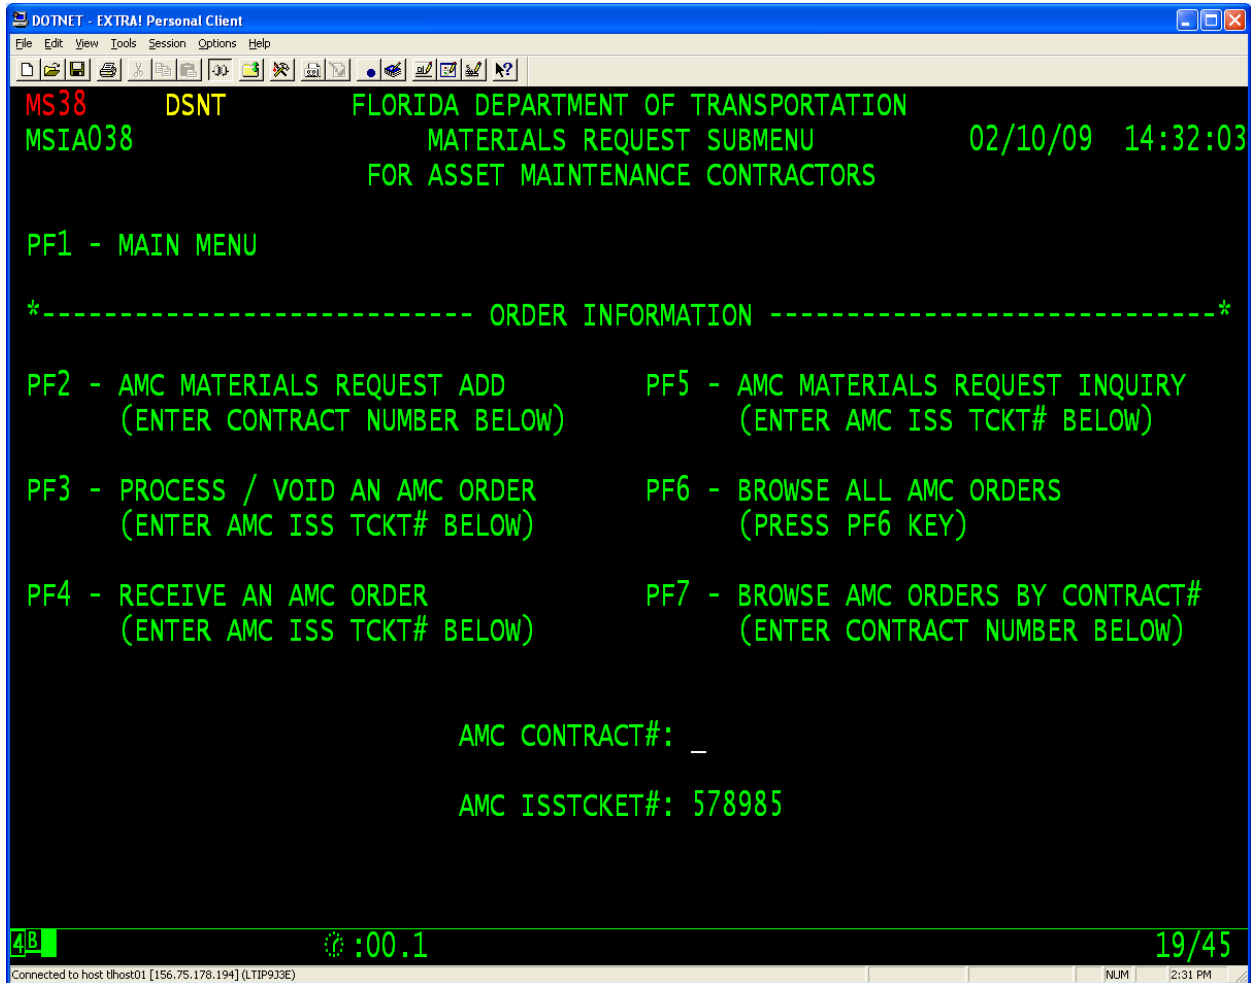 DOTNET - EXTRA! Personal Client
File Edit View Tools Session Options Help
MS38 DSNT FLORIDA DEPARTMENT OF TRANSPORTATION
MSIA038 MATERIALS REQUEST SUBMENU 02/10/09 14:32:03
FOR ASSET MAINTENANCE CONTRACTORS
PF1 - MAIN MENU
*---------------------------- ORDER INFORMATION -----------------------------*
PF2 - AMC MATERIALS REQUEST ADD PF5 - AMC MATERIALS REQUEST INQUIRY
(ENTER CONTRACT NUMBER BELOW) (ENTER AMC ISS TCKT# BELOW)
PF3 - PROCESS / VOID AN AMC ORDER PF6 - BROWSE ALL AMC ORDERS
(ENTER AMC ISS TCKT# BELOW) (PRESS PF6 KEY)
PF4 - RECEIVE AN AMC ORDER PF7 - BROWSE AMC ORDERS BY CONTRACT#
(ENTER AMC ISS TCKT# BELOW) (ENTER CONTRACT NUMBER BELOW)
AMC CONTRACT#: _
AMC ISSTCKET#: 578985
4B :00.1 19/45
Connected to host tlhost01 [156.75.178.194] (LTIP9J3E) NUM 2:31 PM